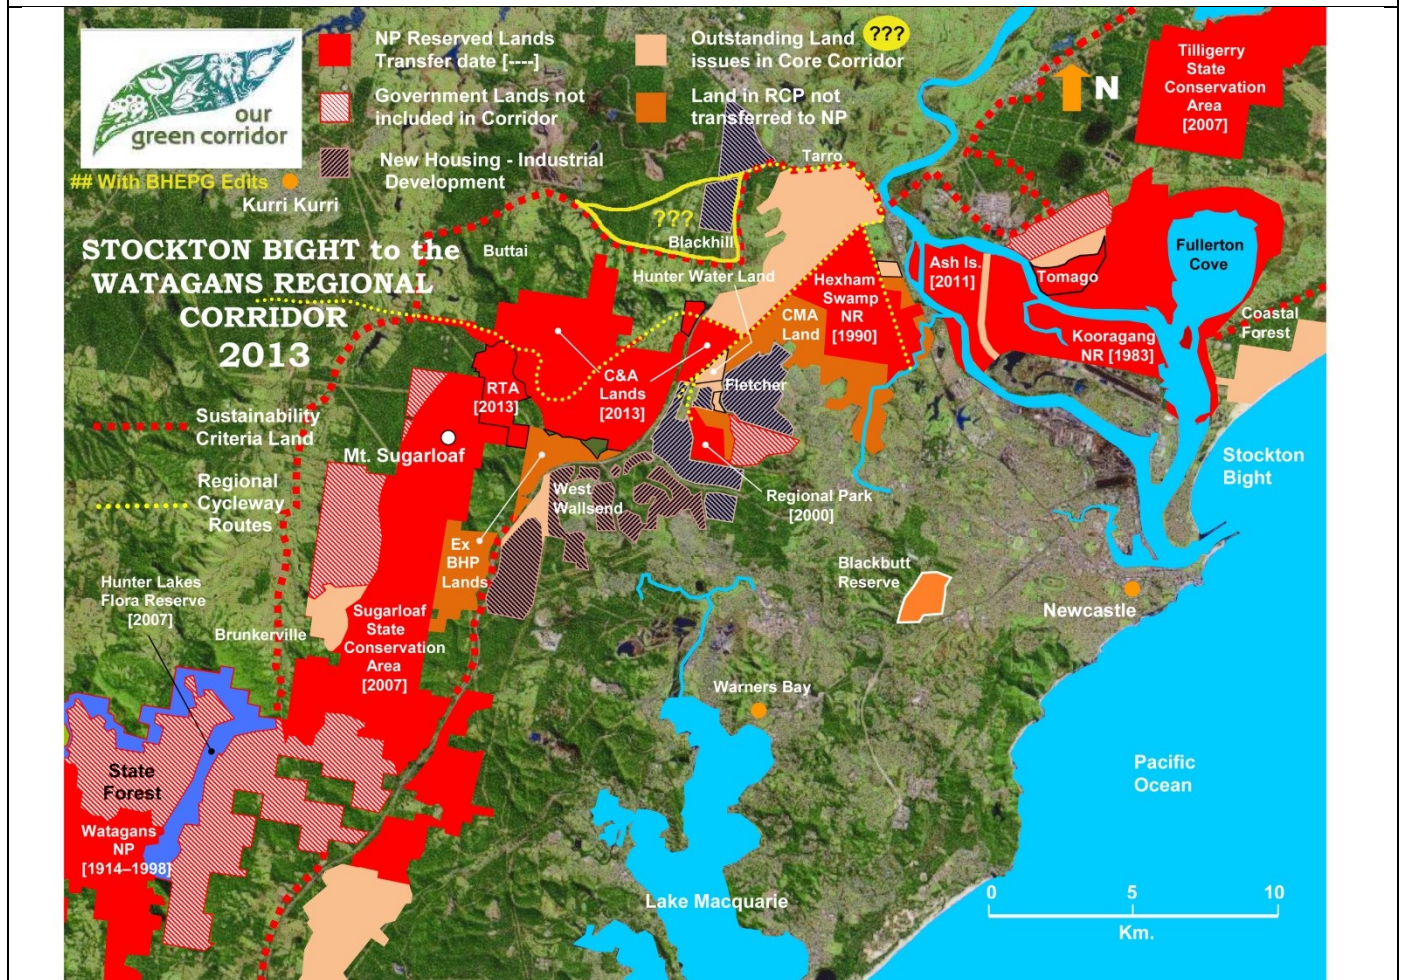 our
green corridor
## With BHEPG Edits
NP Reserved Lands
Transfer date [----]
Government Lands not
included in Corridor
New Housing - Industrial
Development
Outstanding Land ???
issues in Core Corridor
Land in RCP not
transferred to NP
N
Tilligerry
State
Conservation
Area
[2007]
Kurri Kurri
STOCKTON BIGHT to the
WATAGANS REGIONAL
CORRIDOR
2013
Sustainability
Criteria Land
Regional
Cycleway
Routes
Buttai
???
Blackhill
Tarro
Hunter Water Land
Hexham
Swamp
NR
[1990]
CMA
Land
Ash Is.
[2011]
Tomago
Fullerton
Cove
Kooragang
NR [1983]
Coastal
Forest
RTA
[2013]
C&A
Lands
[2013]
Fletcher
Mt. Sugarloaf
West
Wallsend
Regional Park
[2000]
Stockton
Bight
Ex
BHP
Lands
Blackbutt
Reserve
Newcastle
Hunter Lakes
Flora Reserve
[2007]
Brunkerville
Sugarloaf
State
Conservation
Area
[2007]
Warners Bay
State
Forest
Watagans
NP
[1914–1998]
Pacific
Ocean
Lake Macquarie
0 5 10
Km.